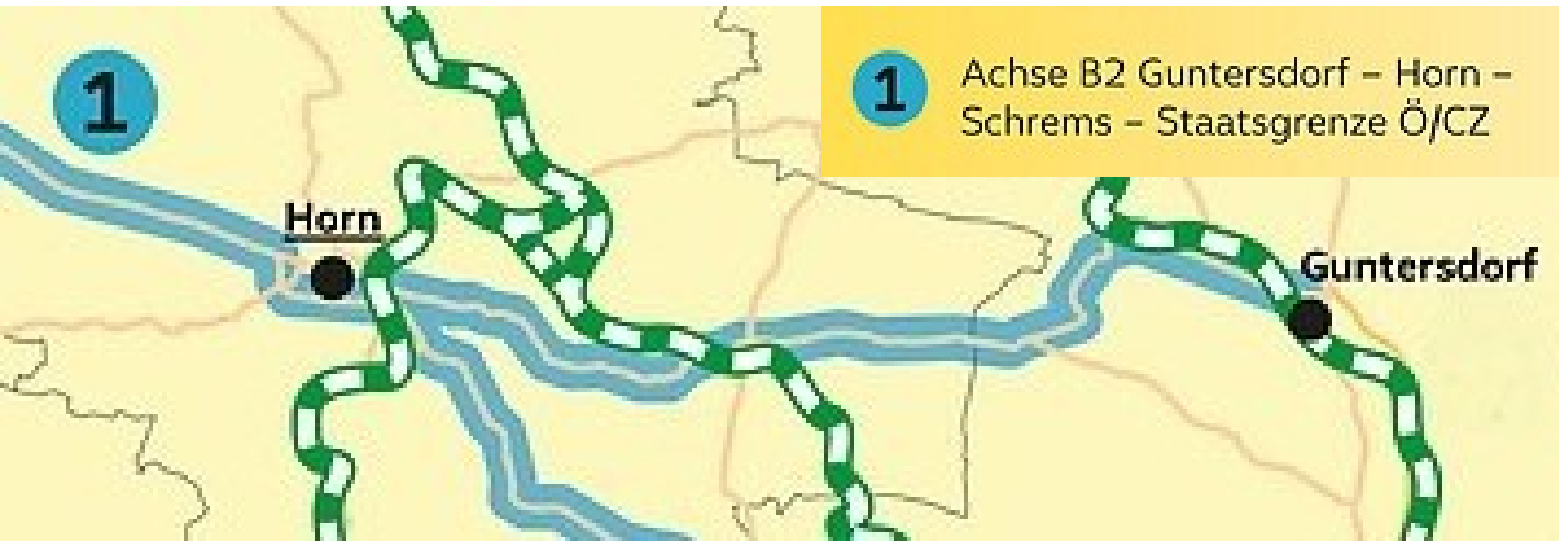 1
1 Achse B2 Guntersdorf – Horn –
Schrems – Staatsgrenze Ö/CZ
Horn
Guntersdorf